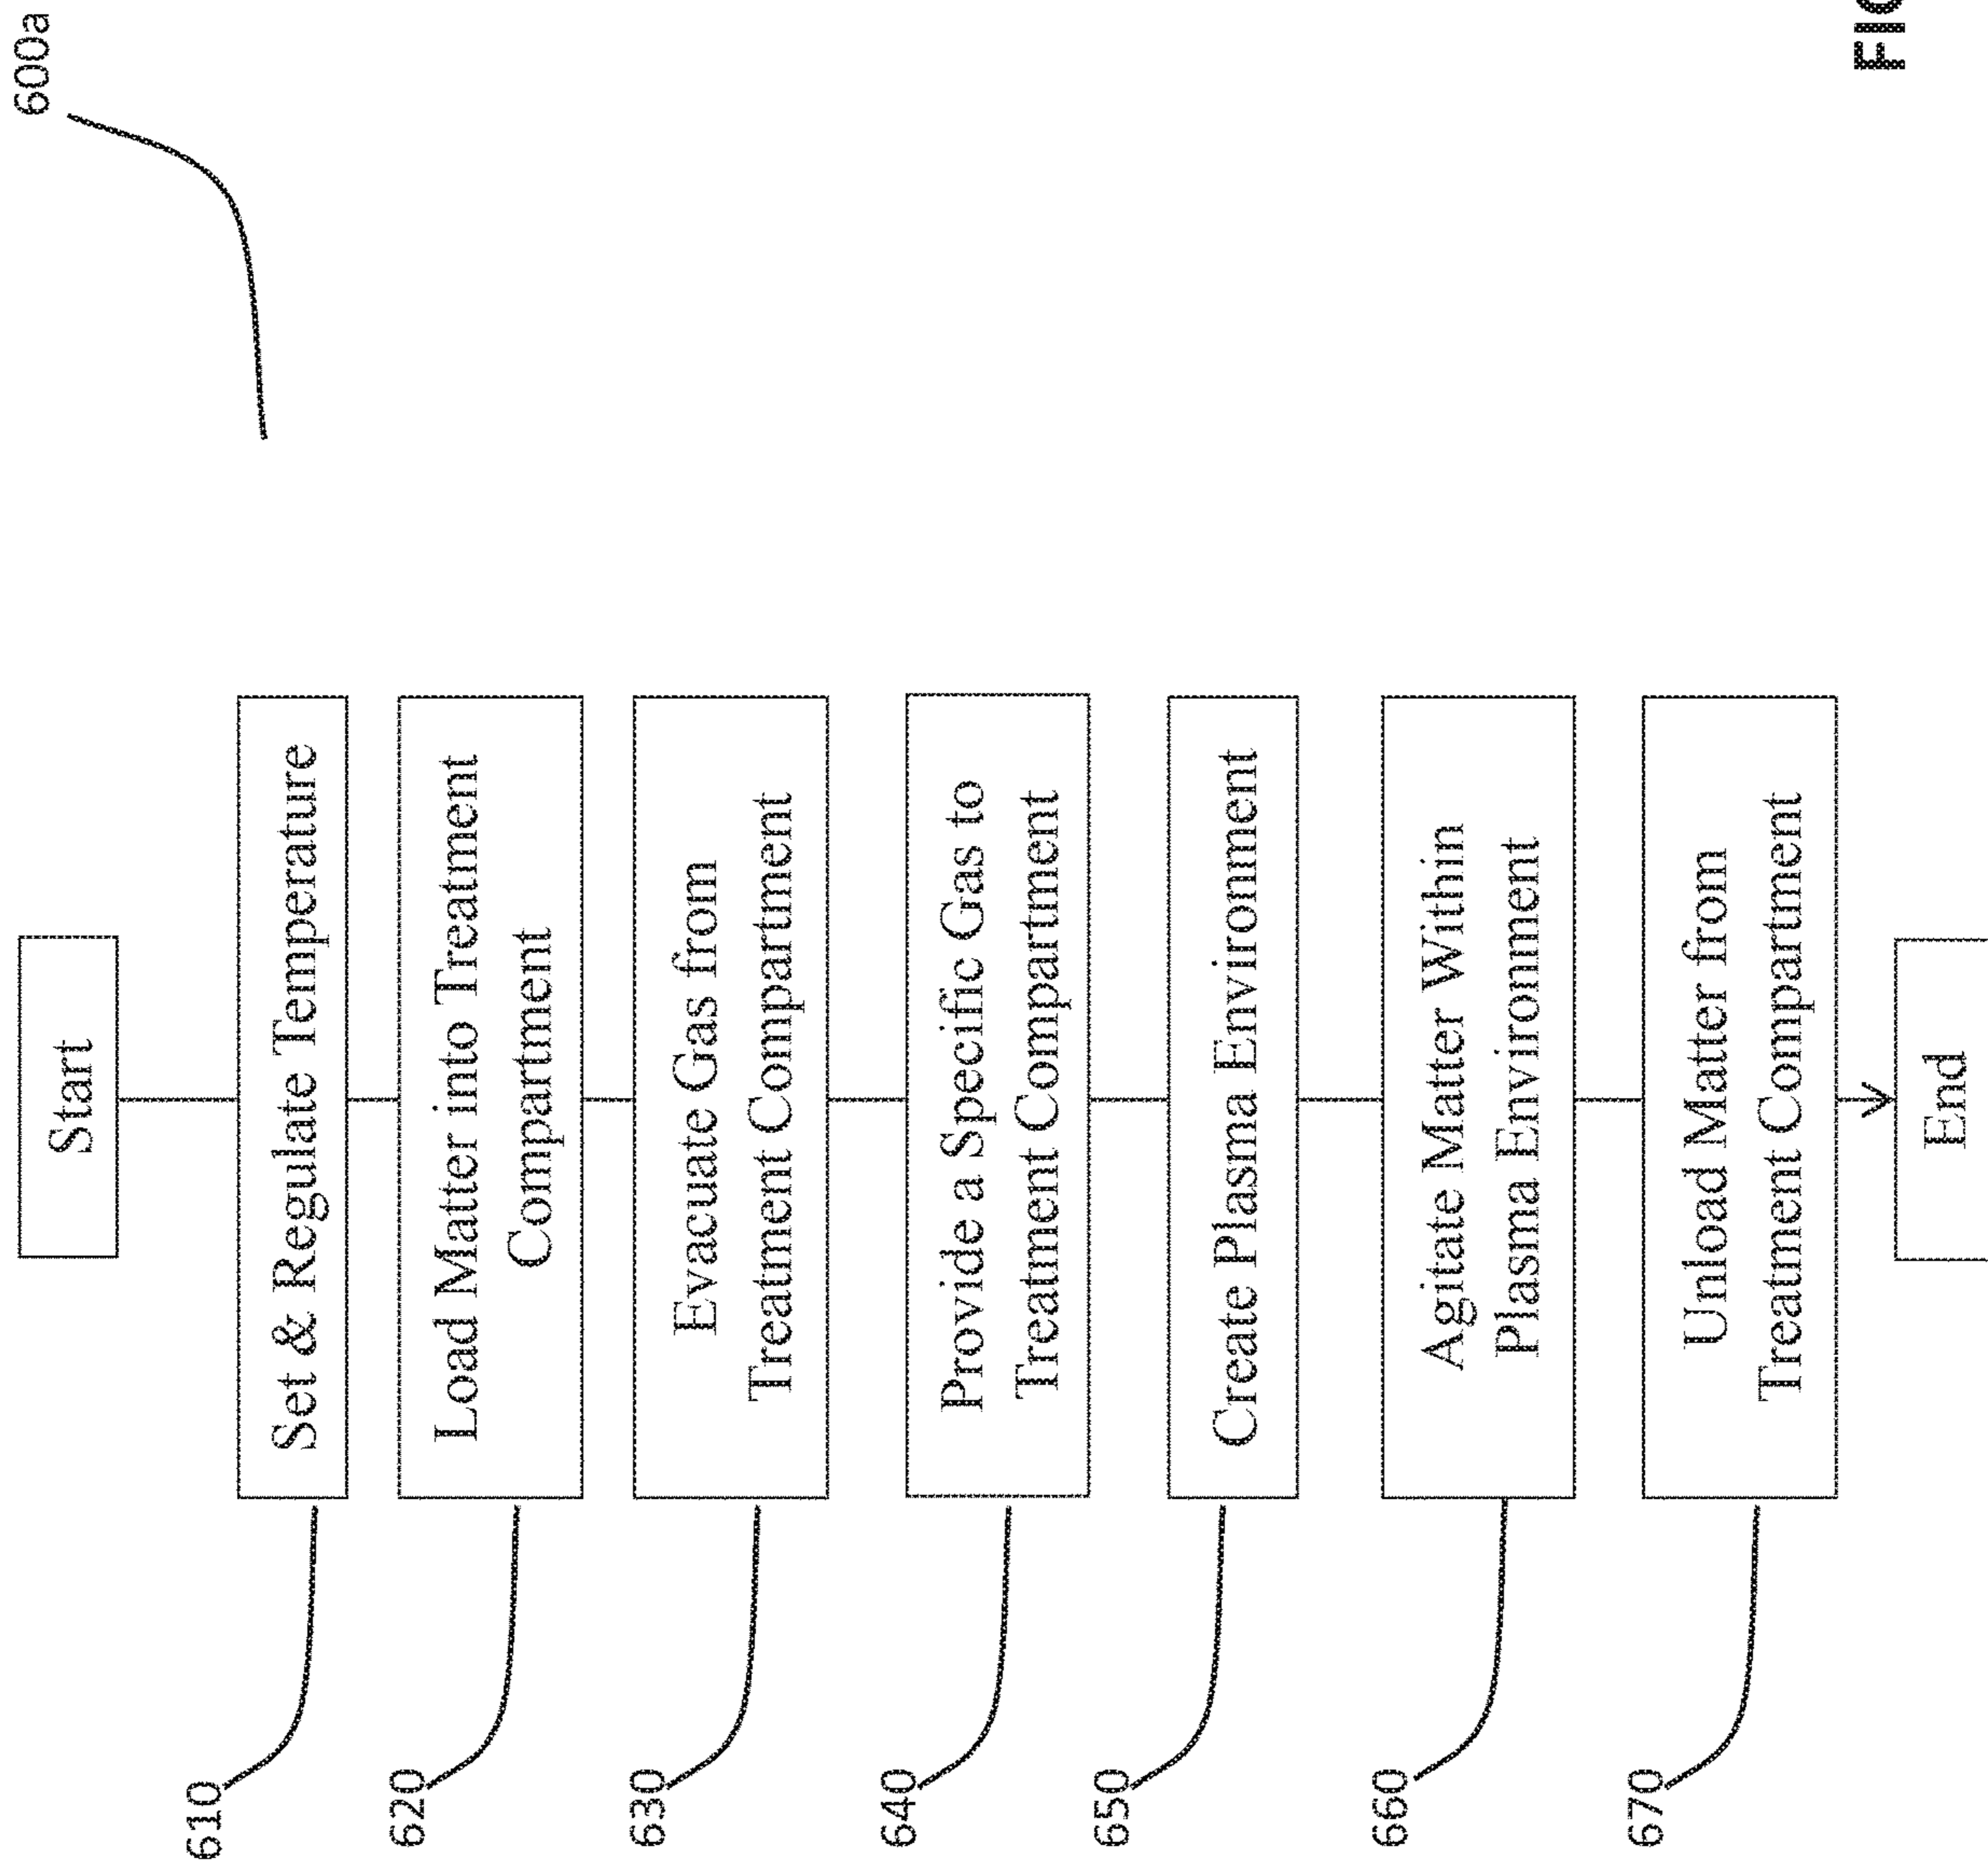 600a
Start
610
Set & Regulate Temperature
620
Load Matter into Treatment
Compartment
630
Evacuate Gas from
Treatment Compartment
640
Provide a Specific Gas to
Treatment Compartment
650
Create Plasma Environment
660
Agitate Matter Within
Plasma Environment
670
Unload Matter from
Treatment Compartment
End